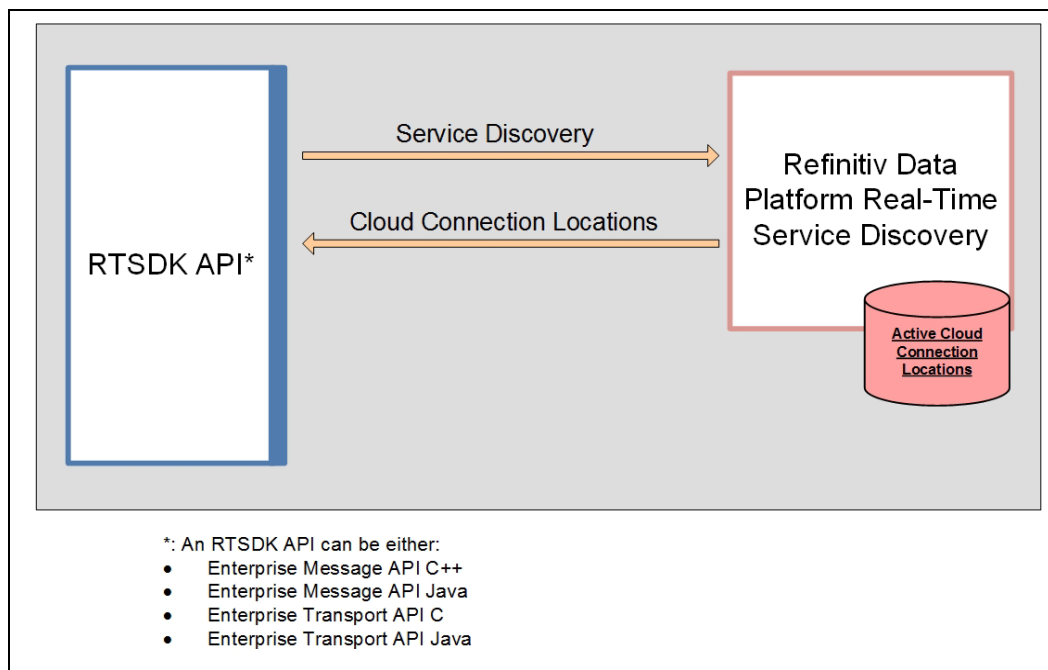 Service Discovery
Cloud Connection Locations
RTSDK API*
Refinitiv Data
Platform Real-Time
Service Discovery
Active Cloud
Connection
Locations
*: An RTSDK API can be either:
• Enterprise Message API C++
• Enterprise Message API Java
• Enterprise Transport API C
• Enterprise Transport API Java